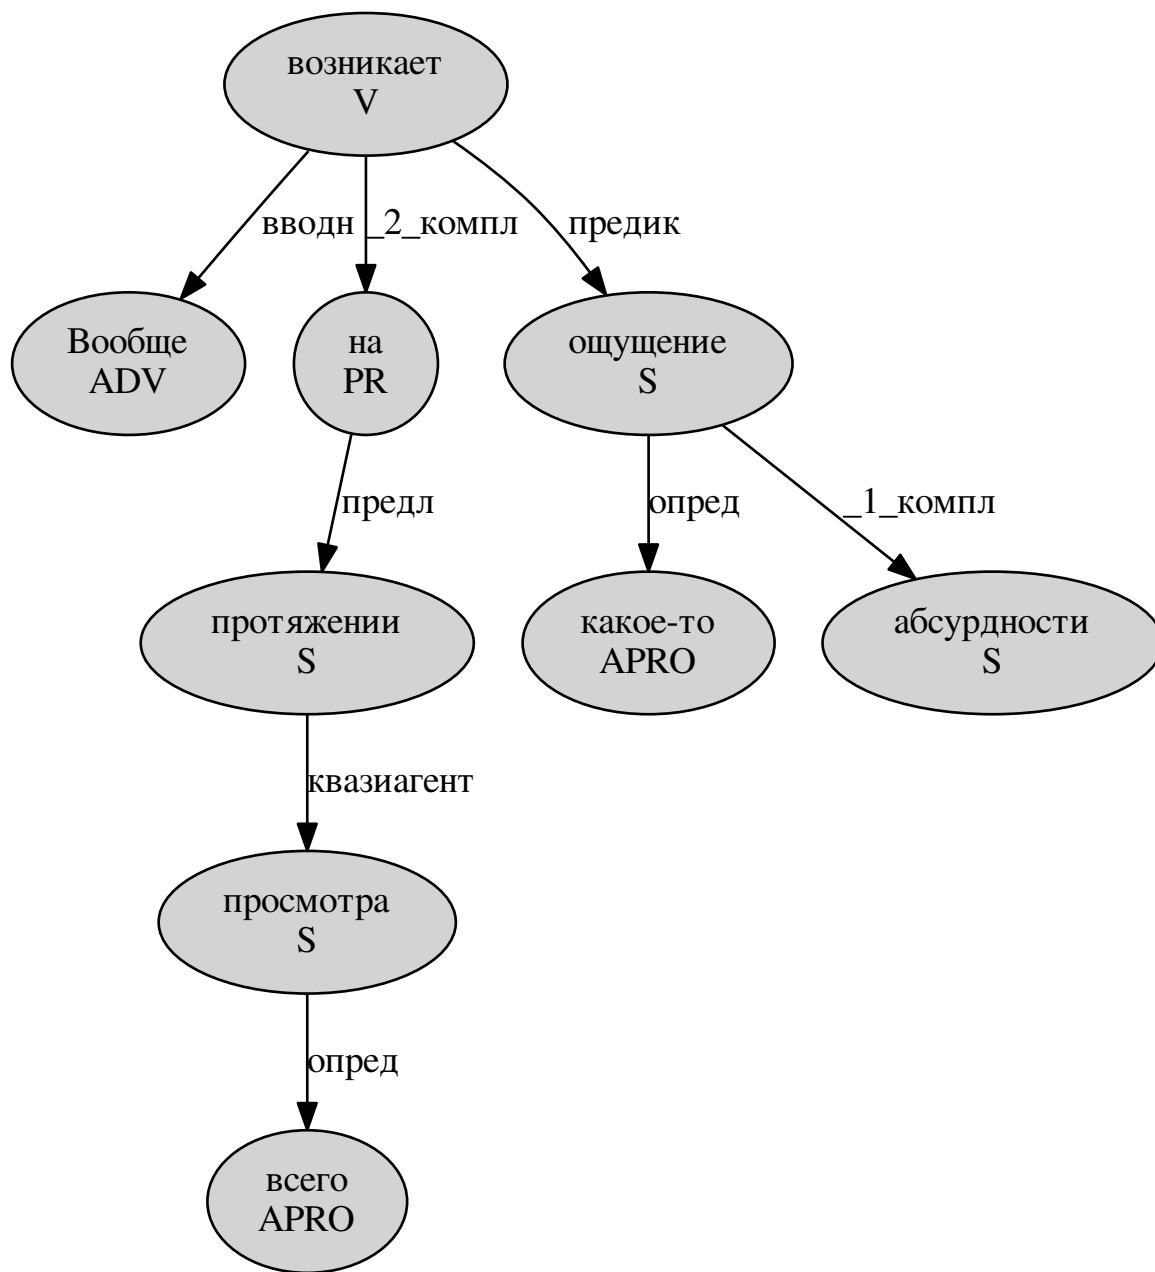 возникает
V
вводн
_2_компл
предик
Вообще
ADV
на
PR
ощущение
S
предл
опред
_1_компл
протяжении
S
какое-то
APRO
абсурдности
S
квазиагент
просмотра
S
опред
всего
APRO